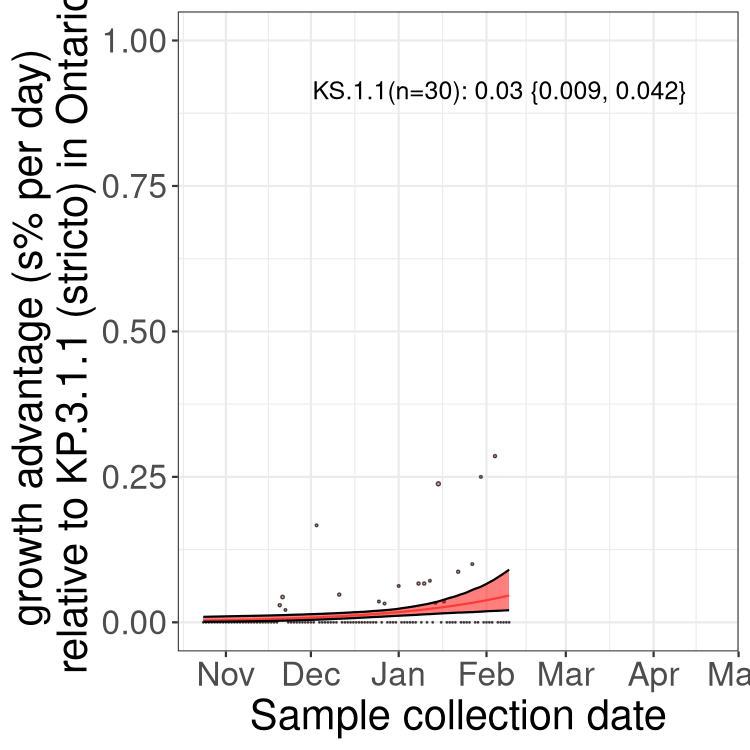 growth advantage (s% per day)
relative to KP.3.1.1 (stricto) in Ontario
1.00
0.75
0.50
0.25
0.00
KS.1.1(n=30): 0.03 {0.009, 0.042}
Nov Dec Jan Feb Mar Apr Ma
Sample collection date